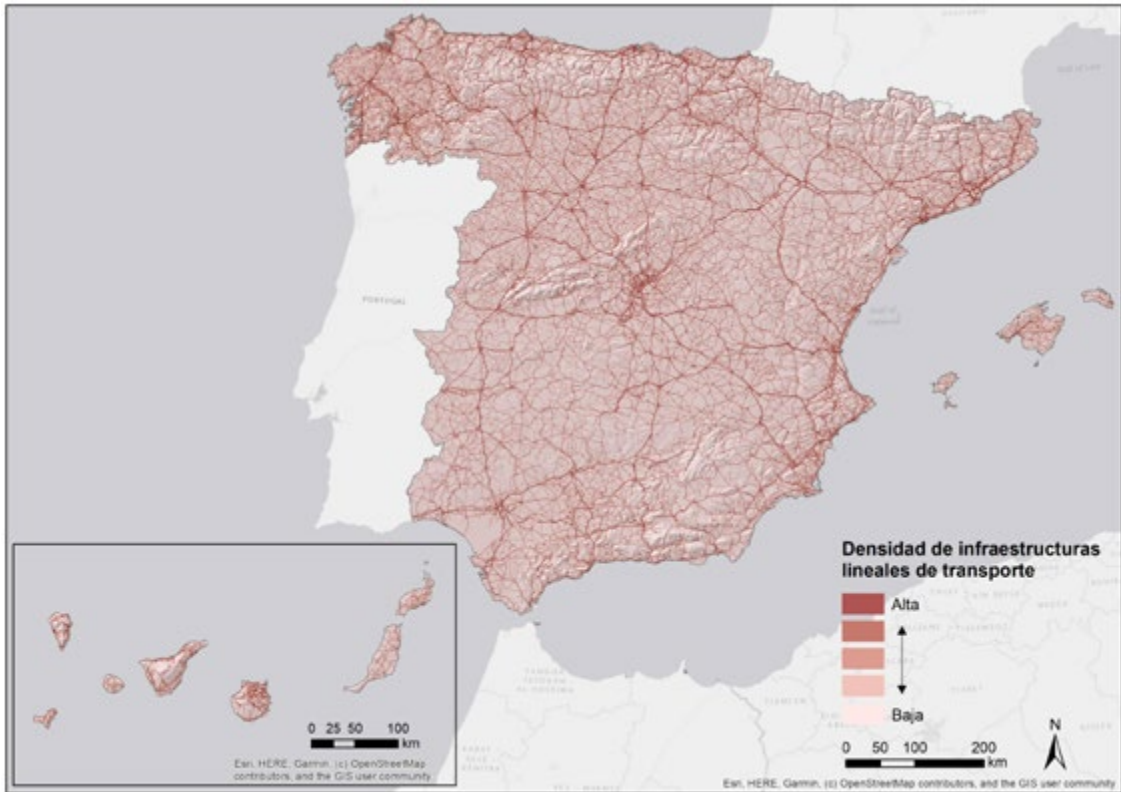 PORTUGAL
Densidad de infraestructuras
lineales de transporte
Alta
Baja
0 25 50 100
km
Esri, HERE, Garmin, (c) OpenStreetMap
contributors, and the GIS user community
N
0 50 100 200
km
Esri, HERE, Garmin, (c) OpenStreetMap contributors, and the GIS user community